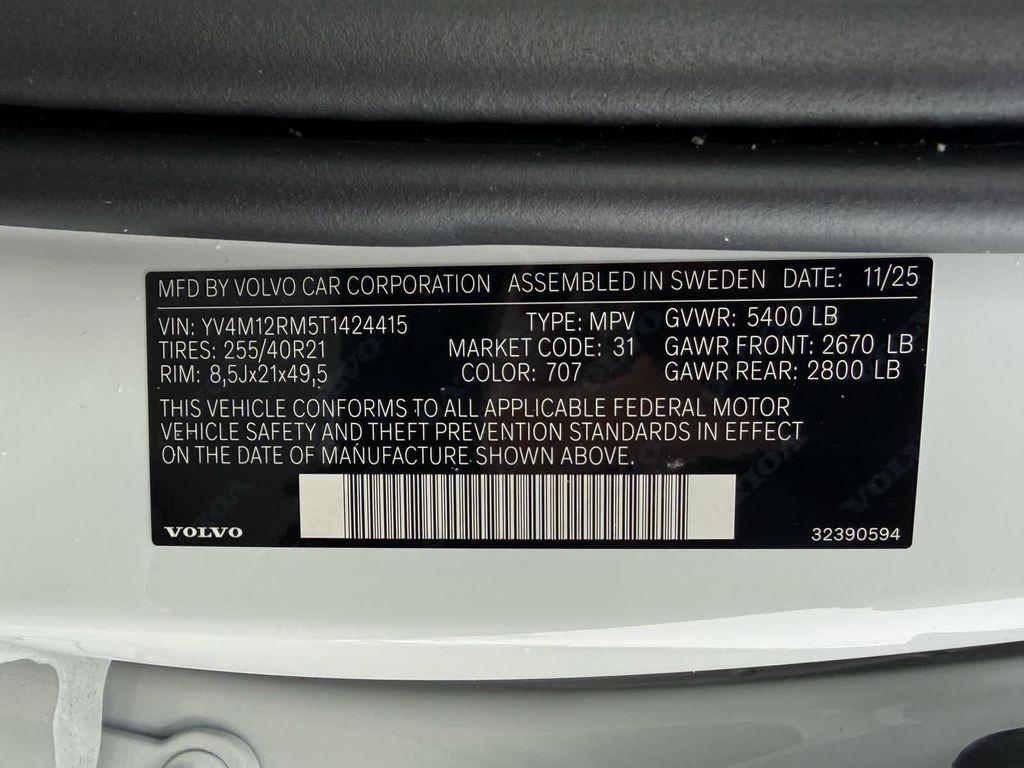 MFD BY VOLVO CAR CORPORATION ASSEMBLED IN SWEDEN DATE: 11/25
VIN: YV4M12RM5T1424415 TYPE: MPV GVWR: 5400 LB
TIRES: 255/40R21 MARKET CODE: 31 GAWR FRONT: 2670 LB
RIM: 8,5Jx21x49,5 COLOR: 707 GAWR REAR: 2800 LB
THIS VEHICLE CONFORMS TO ALL APPLICABLE FEDERAL MOTOR
VEHICLE SAFETY AND THEFT PREVENTION STANDARDS IN EFFECT
ON THE DATE OF MANUFACTURE SHOWN ABOVE.
VOLVO 32390594